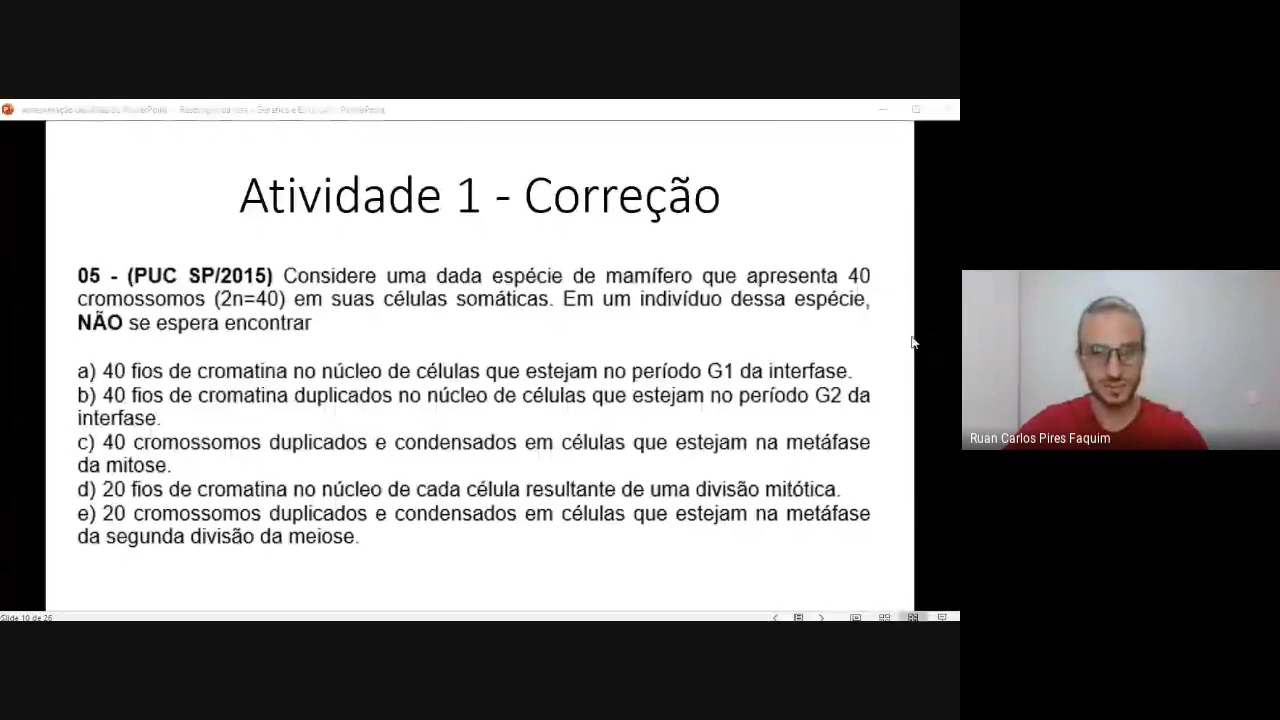 Atividade 1 - Correção
05 - (PUC SP/2015) Considere uma dada espécie de mamífero que apresenta 40
cromossomos (2n=40) em suas células somáticas. Em um indivíduo dessa espécie,
NÃO se espera encontrar
a) 40 fios de cromatina no núcleo de células que estejam no período G1 da interfase.
b) 40 fios de cromatina duplicados no núcleo de células que estejam no período G2 da
interfase.
c) 40 cromossomos duplicados e condensados em células que estejam na metáfase
da mitose.
d) 20 fios de cromatina no núcleo de cada célula resultante de uma divisão mitótica.
e) 20 cromossomos duplicados e condensados em células que estejam na metáfase
da segunda divisão da meiose.
Ruan Carlos Pires Faquim
Slide 10 de 26